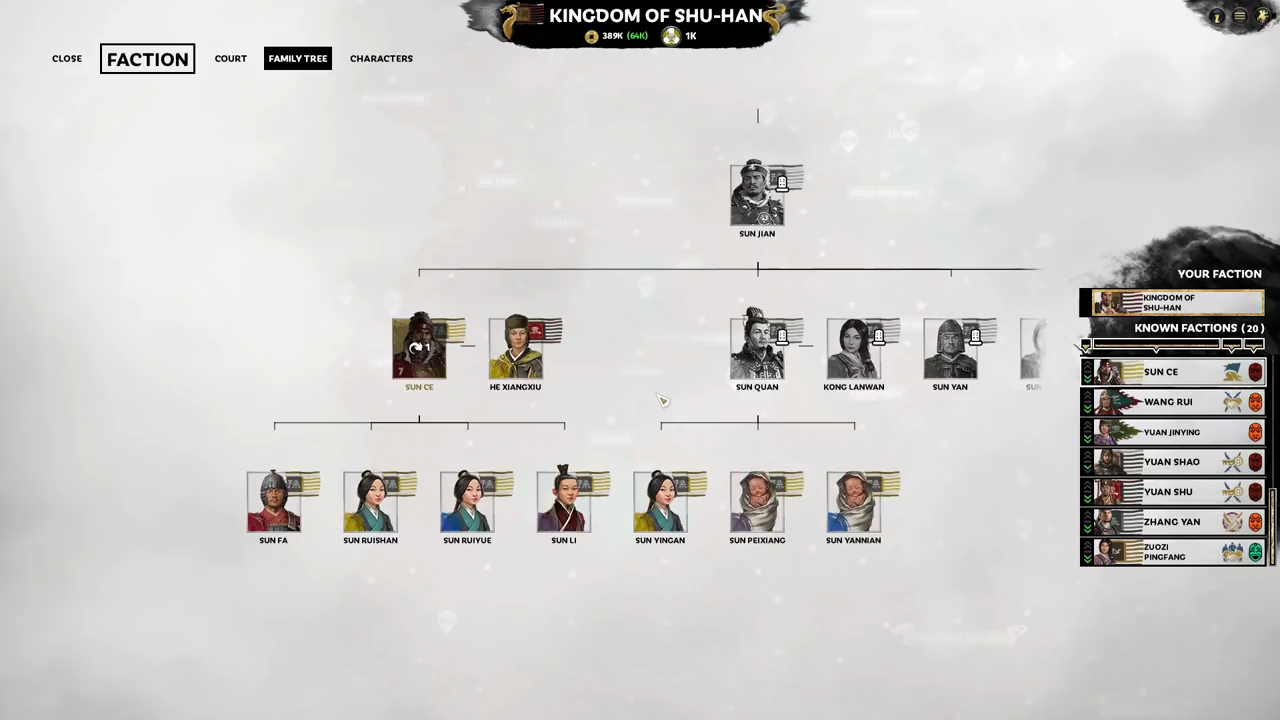 KINGDOM OF SHU-HAN
389K (64K) 1K
CLOSE FACTION COURT FAMILY TREE CHARACTERS
SUN JIAN
YOUR FACTION
KINGDOM OF
SHU-HAN
KNOWN FACTIONS (20)
1
7
SUN CE HE XIANGXIU SUN QUAN KONG LANWAN SUN YAN SUN
SUN CE
WANG RUI
YUAN JINYING
YUAN SHAO
YUAN SHU
ZHANG YAN
ZUOZI
PINGFANG
SUN FA SUN RUISHAN SUN RUIYUE SUN LI SUN YINGAN SUN PEIXIANG SUN YANNIAN